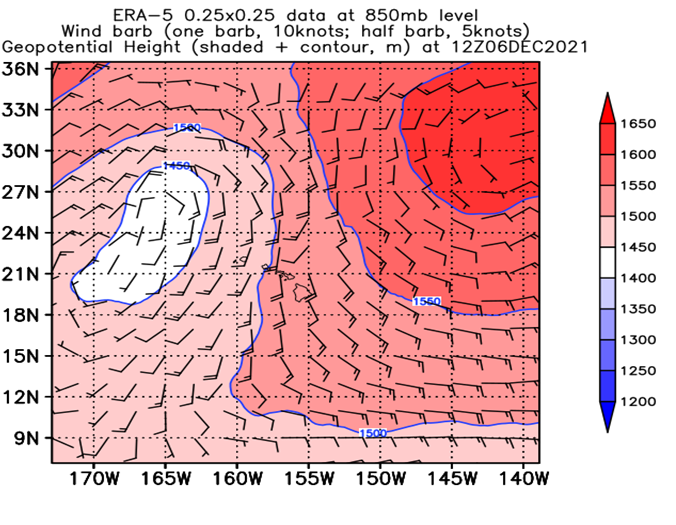 ERA-5 0.25x0.25 data at 850mb level
Wind barb (one barb, 10knots; half barb, 5knots)
Geopotential Height (shaded + contour, m) at 12Z06DEC2021
36N
33N
30N
27N
24N
21N
18N
15N
12N
9N
1500
1450
1550
1500
170W 165W 160W 155W 150W 145W 140W
1650
1600
1550
1500
1450
1400
1350
1300
1250
1200